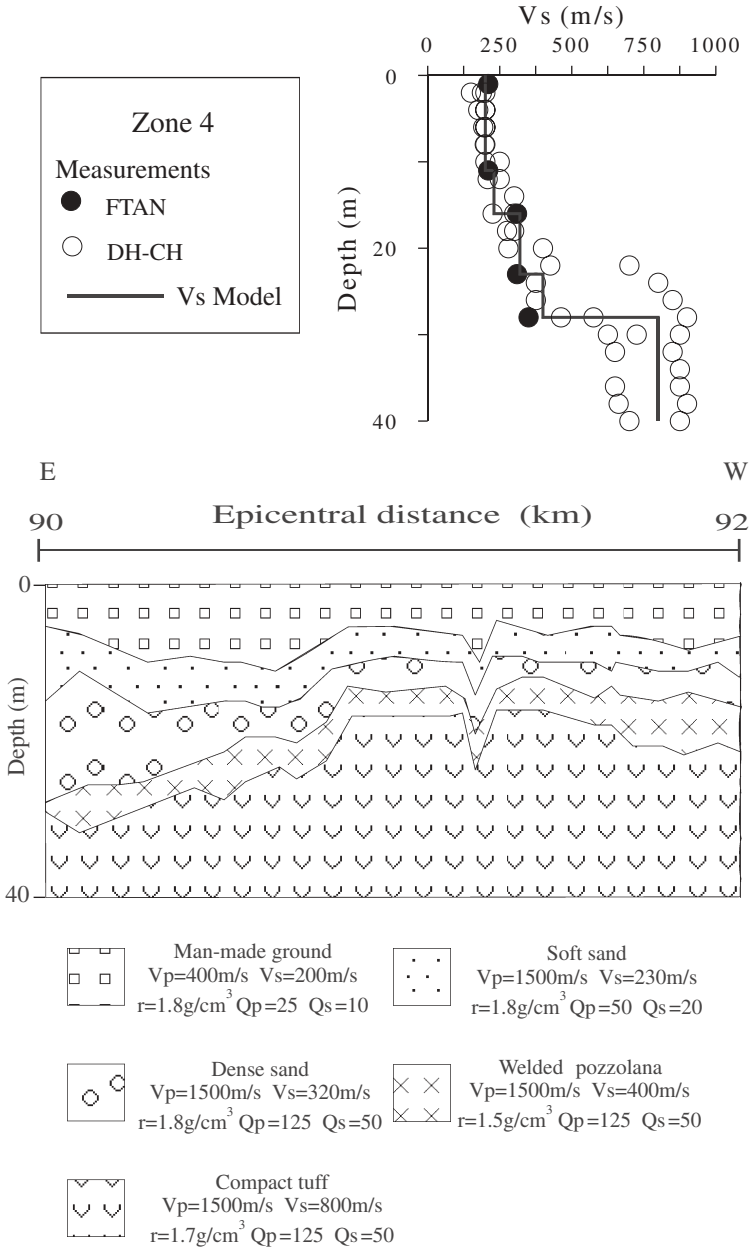 Vs (m/s)
0 250 500 750 1000
Zone 4
Measurements
FTAN
DH-CH
Vs Model
Depth (m)
0
20
40
E W
90 Epicentral distance (km) 92
Depth (m)
0
40
Man-made ground
Vp=400m/s Vs=200m/s
r=1.8g/cm³ Qp=25 Qs=10
Soft sand
Vp=1500m/s Vs=230m/s
r=1.8g/cm³ Qp=50 Qs=20
Dense sand
Vp=1500m/s Vs=320m/s
r=1.8g/cm³ Qp=125 Qs=50
Welded pozzolana
Vp=1500m/s Vs=400m/s
r=1.5g/cm³ Qp=125 Qs=50
Compact tuff
Vp=1500m/s Vs=800m/s
r=1.7g/cm³ Qp=125 Qs=50